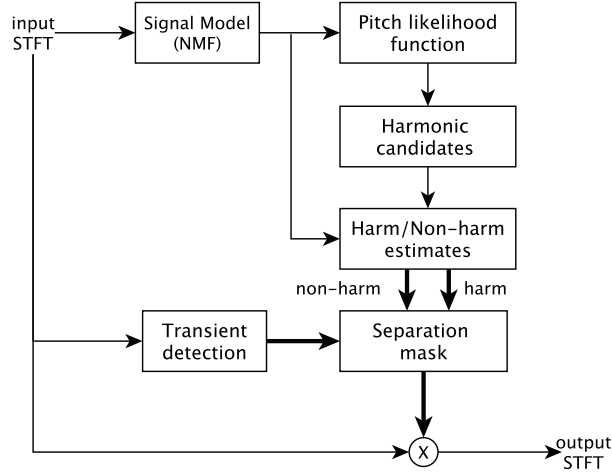 input
STFT
Signal Model
(NMF)
Pitch likelihood
function
Harmonic
candidates
Harm/Non-harm
estimates
non-harm
harm
Transient
detection
Separation
mask
X
output
STFT